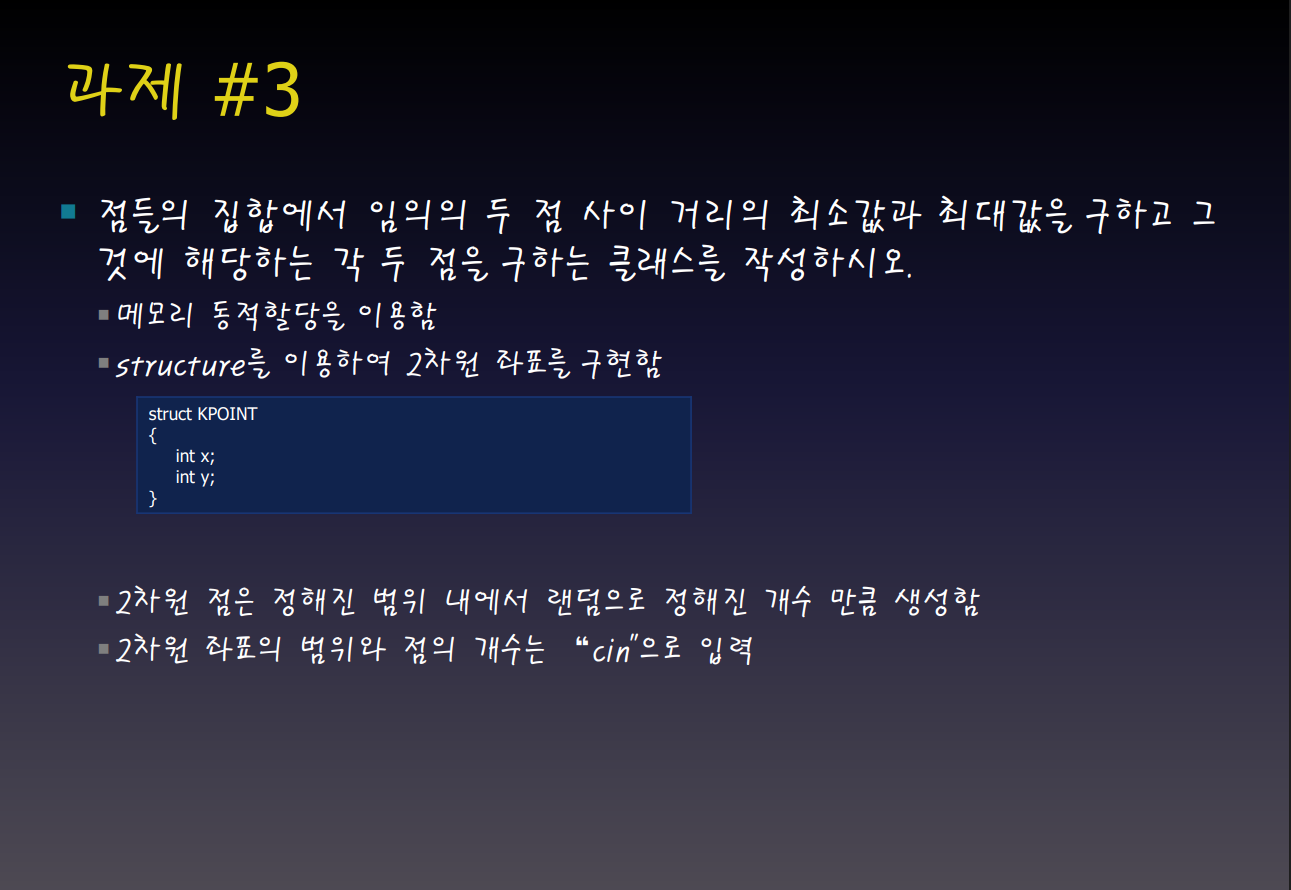 과제 #3
점들의 집합에서 임의의 두 점 사이 거리의 최소값과 최대값을 구하고 그
것에 해당하는 각 두 점을 구하는 클래스를 작성하시오.
메모리 동적할당을 이용함
structure를 이용하여 2차원 좌표를 구현함
struct KPOINT
{
int x;
int y;
}
2차원 점은 정해진 범위 내에서 랜덤으로 정해진 개수 만큼 생성함
2차원 좌표의 범위와 점의 개수는 “cin”으로 입력